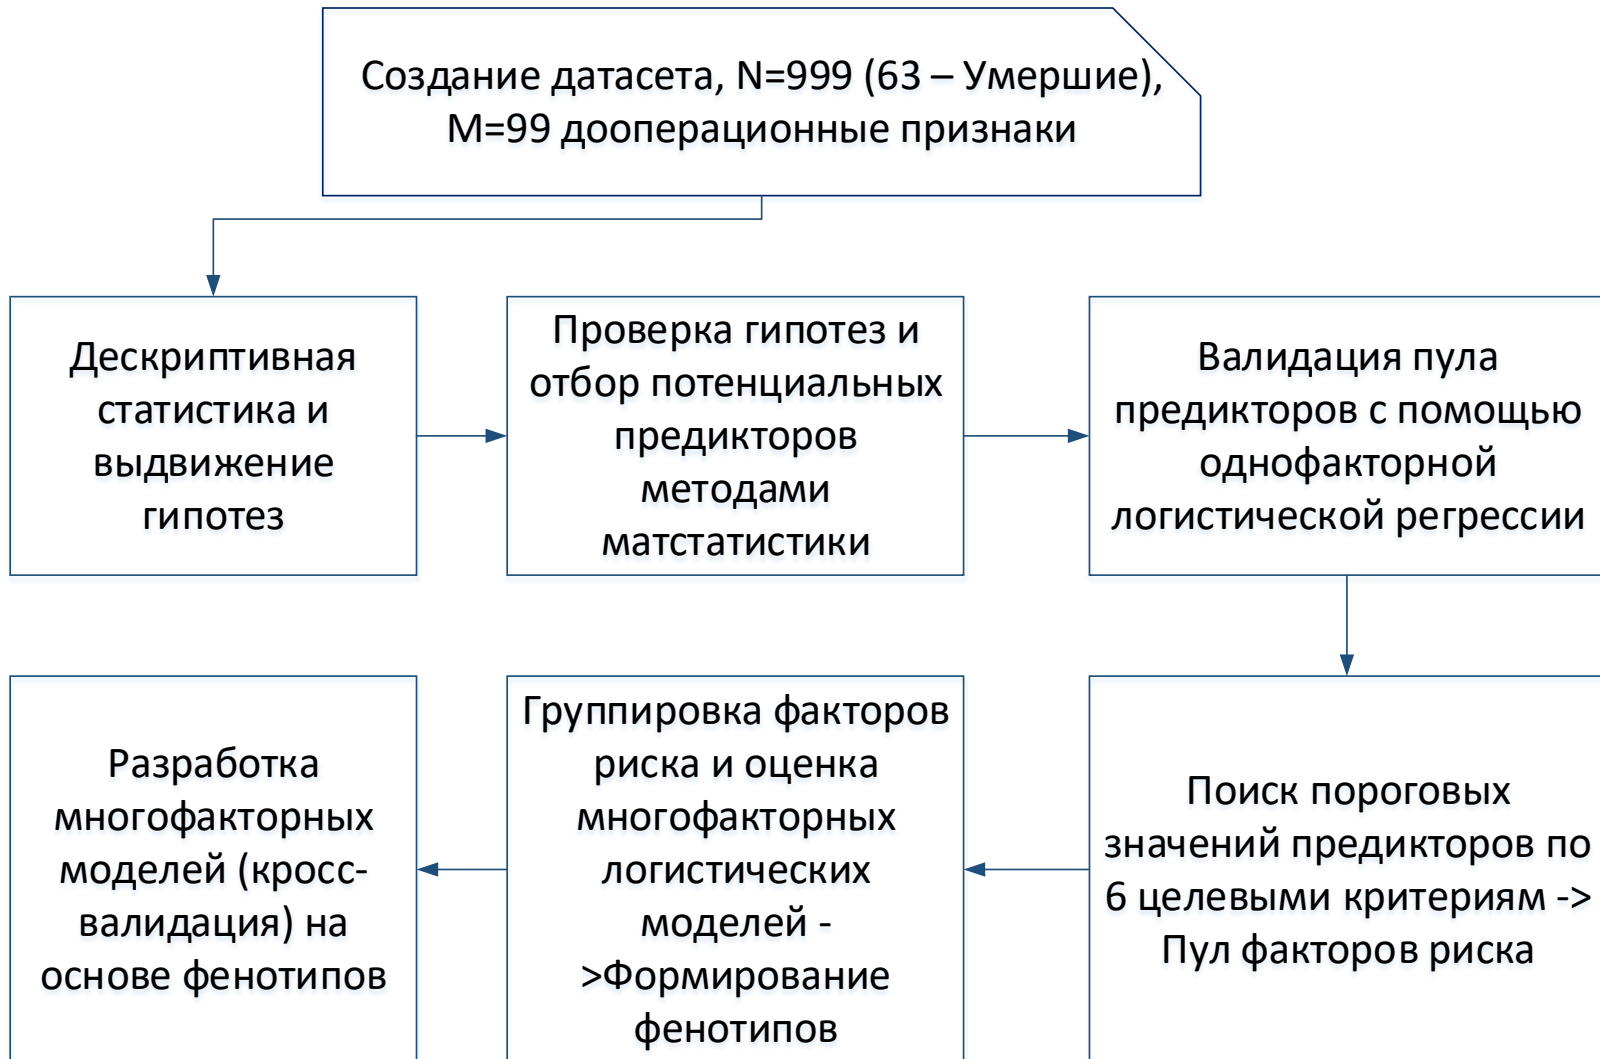 Создание датасета, N=999 (63 – Умершие),
М=99 дооперационные признаки
Дескриптивная
статистика и
выдвижение
гипотез
Проверка гипотез и
отбор потенциальных
предикторов
методами
матстатистики
Валидация пула
предикторов с помощью
однофакторной
логистической регрессии
Поиск пороговых
значений предикторов по
6 целевыми критериям ->
Пул факторов риска
Группировка факторов
риска и оценка
многофакторных
логистических
моделей -
>Формирование
фенотипов
Разработка
многофакторных
моделей (кросс-
валидация) на
основе фенотипов